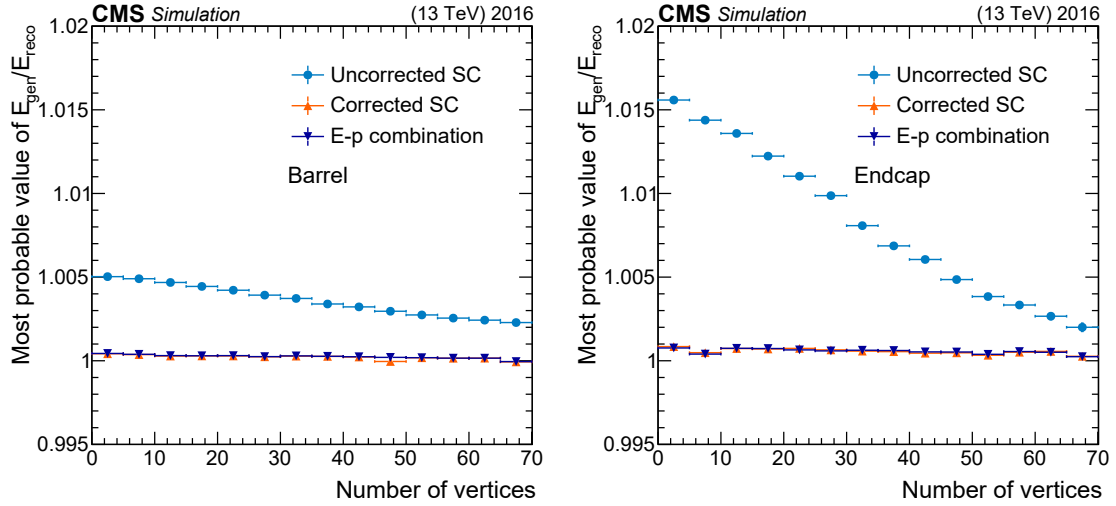 CMS Simulation (13 TeV) 2016
Most probable value of E_gen/E_reco
1.02
1.015
1.01
1.005
1
0.995
Uncorrected SC
Corrected SC
E-p combination
Barrel
0 10 20 30 40 50 60 70
Number of vertices
CMS Simulation (13 TeV) 2016
Most probable value of E_gen/E_reco
1.02
1.015
1.01
1.005
1
0.995
Uncorrected SC
Corrected SC
E-p combination
Endcap
0 10 20 30 40 50 60 70
Number of vertices